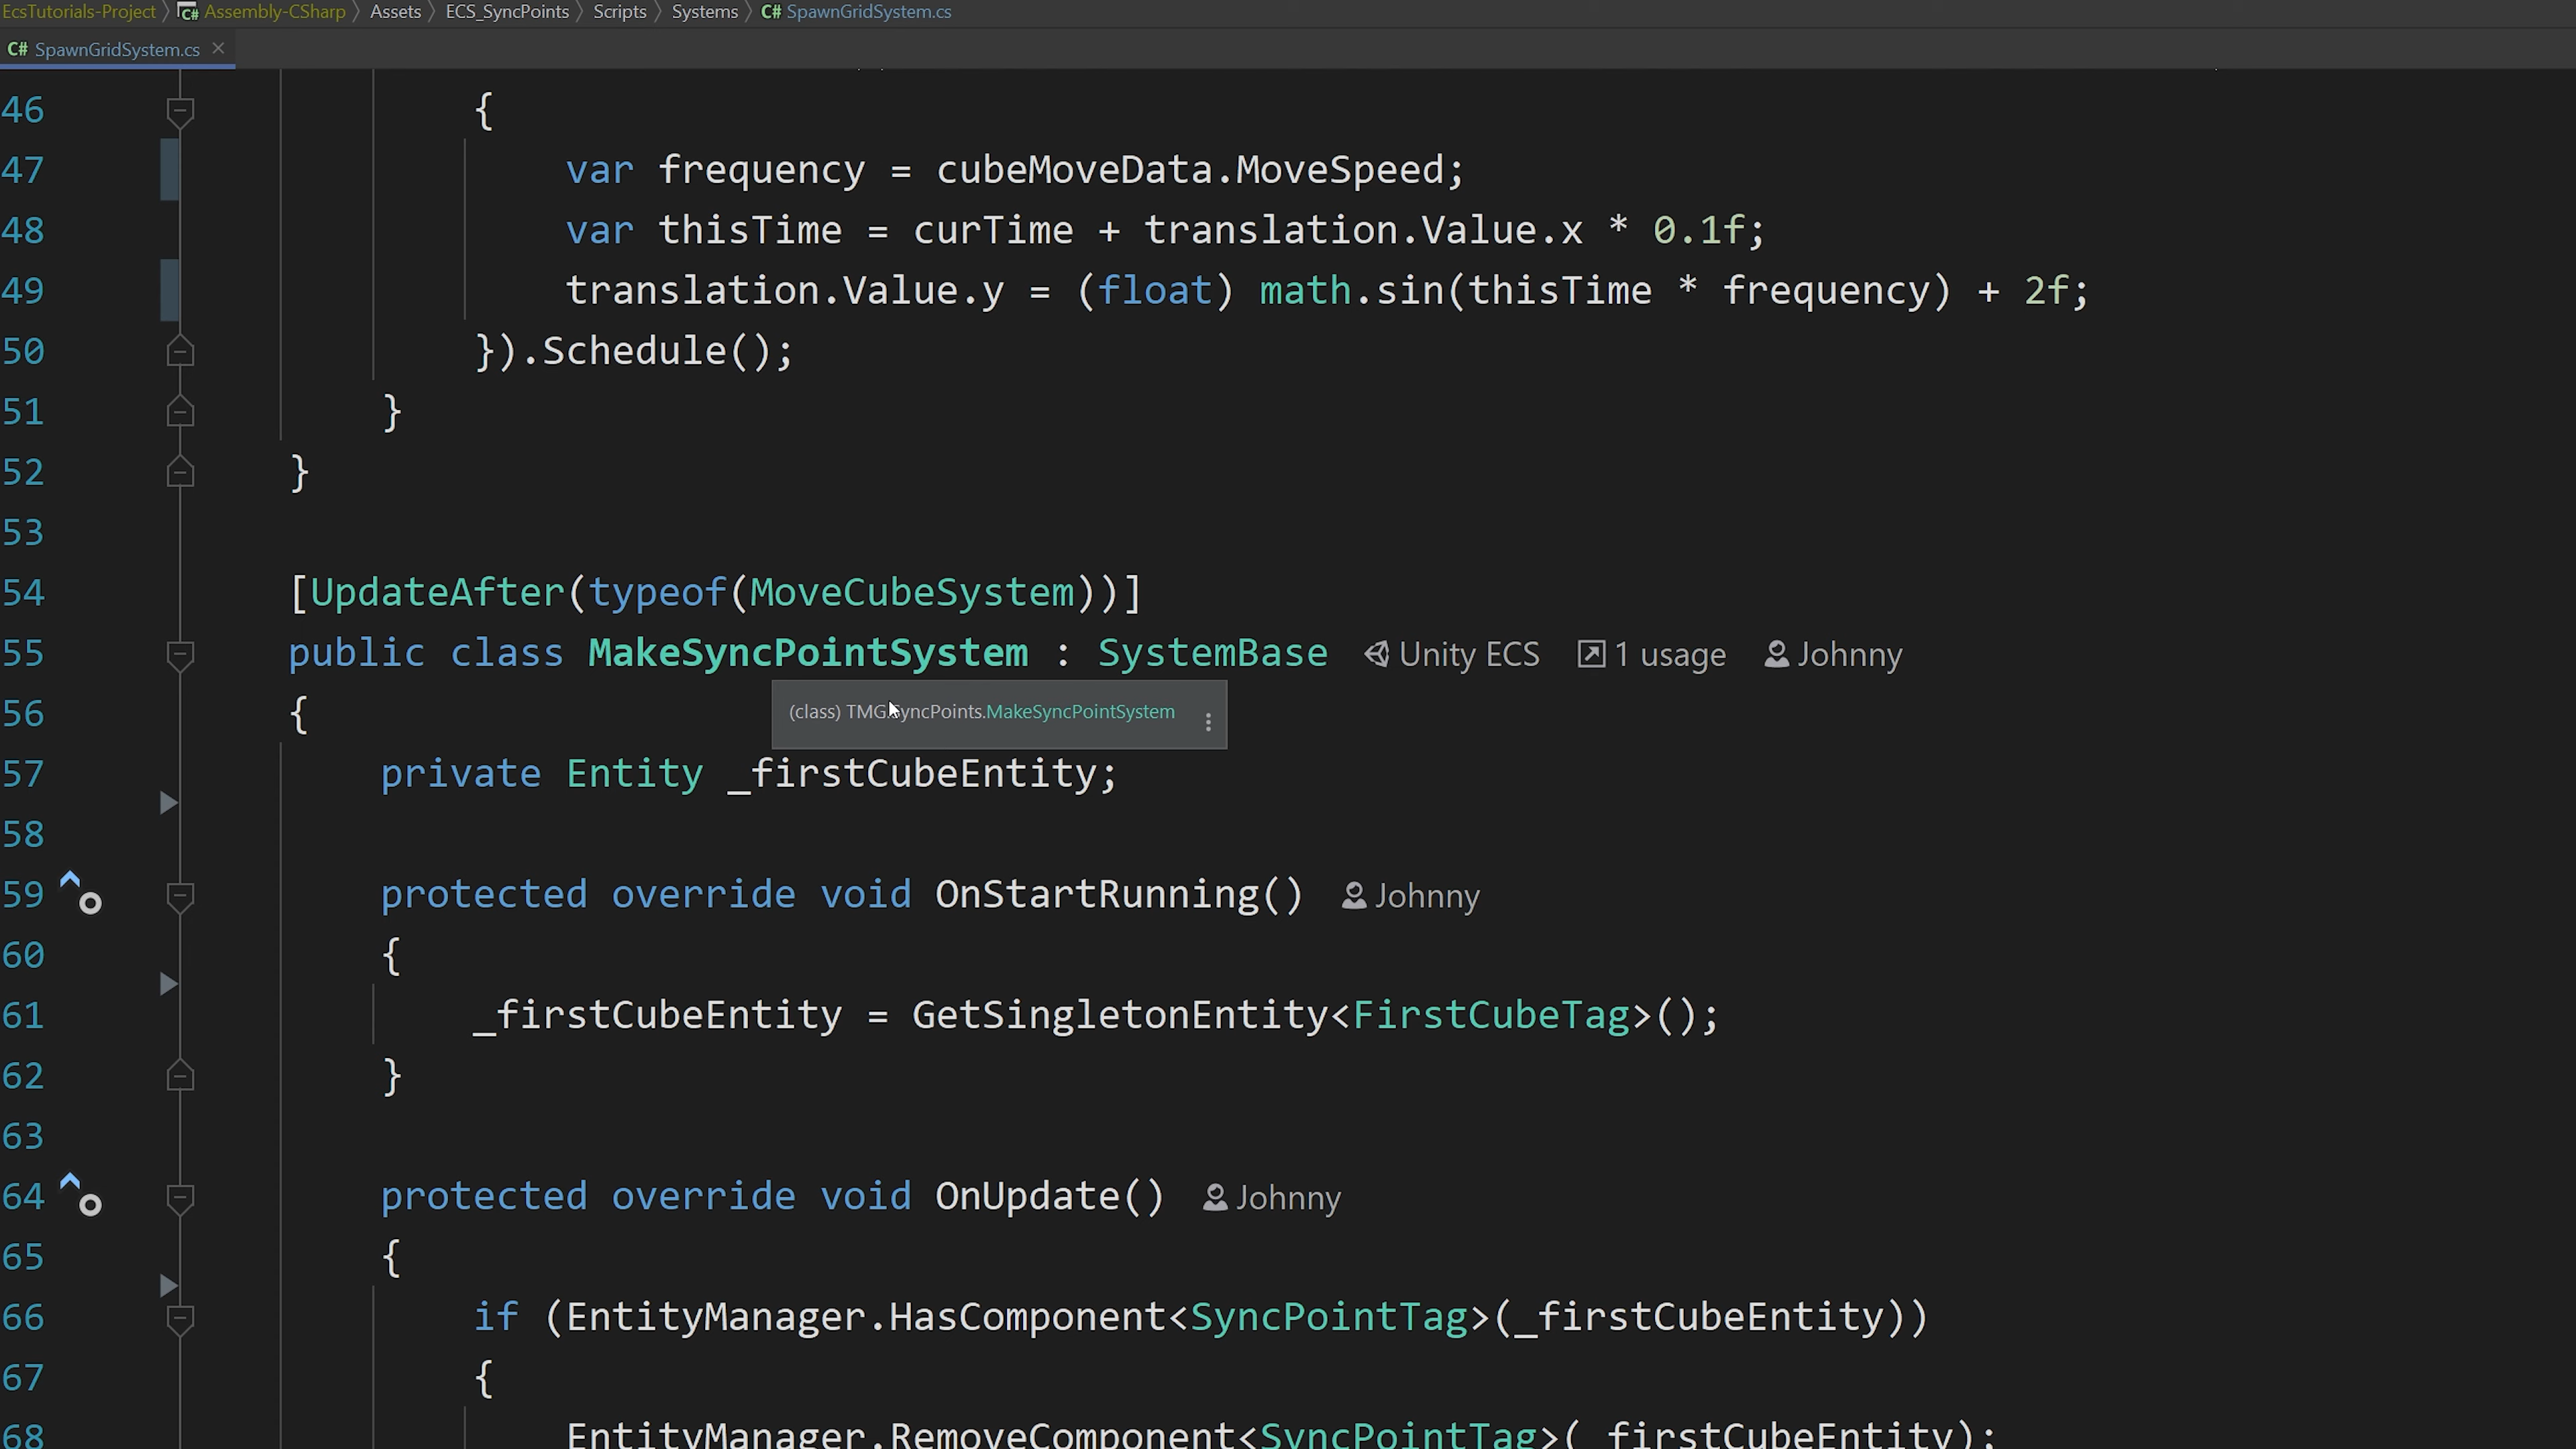 EcsTutorials-Project Assembly-CSharp Assets ECS_SyncPoints Scripts Systems C# SpawnGridSystem.cs
C# SpawnGridSystem.cs
46 {
47 var frequency = cubeMoveData.MoveSpeed;
48 var thisTime = curTime + translation.Value.x * 0.1f;
49 translation.Value.y = (float) math.sin(thisTime * frequency) + 2f;
50 }).Schedule();
51 }
52 }
53
54 [UpdateAfter(typeof(MoveCubeSystem))]
55 public class MakeSyncPointSystem : SystemBase Unity ECS 1 usage Johnny
56 {
(class) TMG.SyncPoints.MakeSyncPointSystem
57 private Entity _firstCubeEntity;
58
59 protected override void OnStartRunning() Johnny
60 {
61 _firstCubeEntity = GetSingletonEntity<FirstCubeTag>();
62 }
63
64 protected override void OnUpdate() Johnny
65 {
66 if (EntityManager.HasComponent<SyncPointTag>(_firstCubeEntity))
67 {
68 EntityManager.RemoveComponent<SyncPointTag>(_firstCubeEntity);